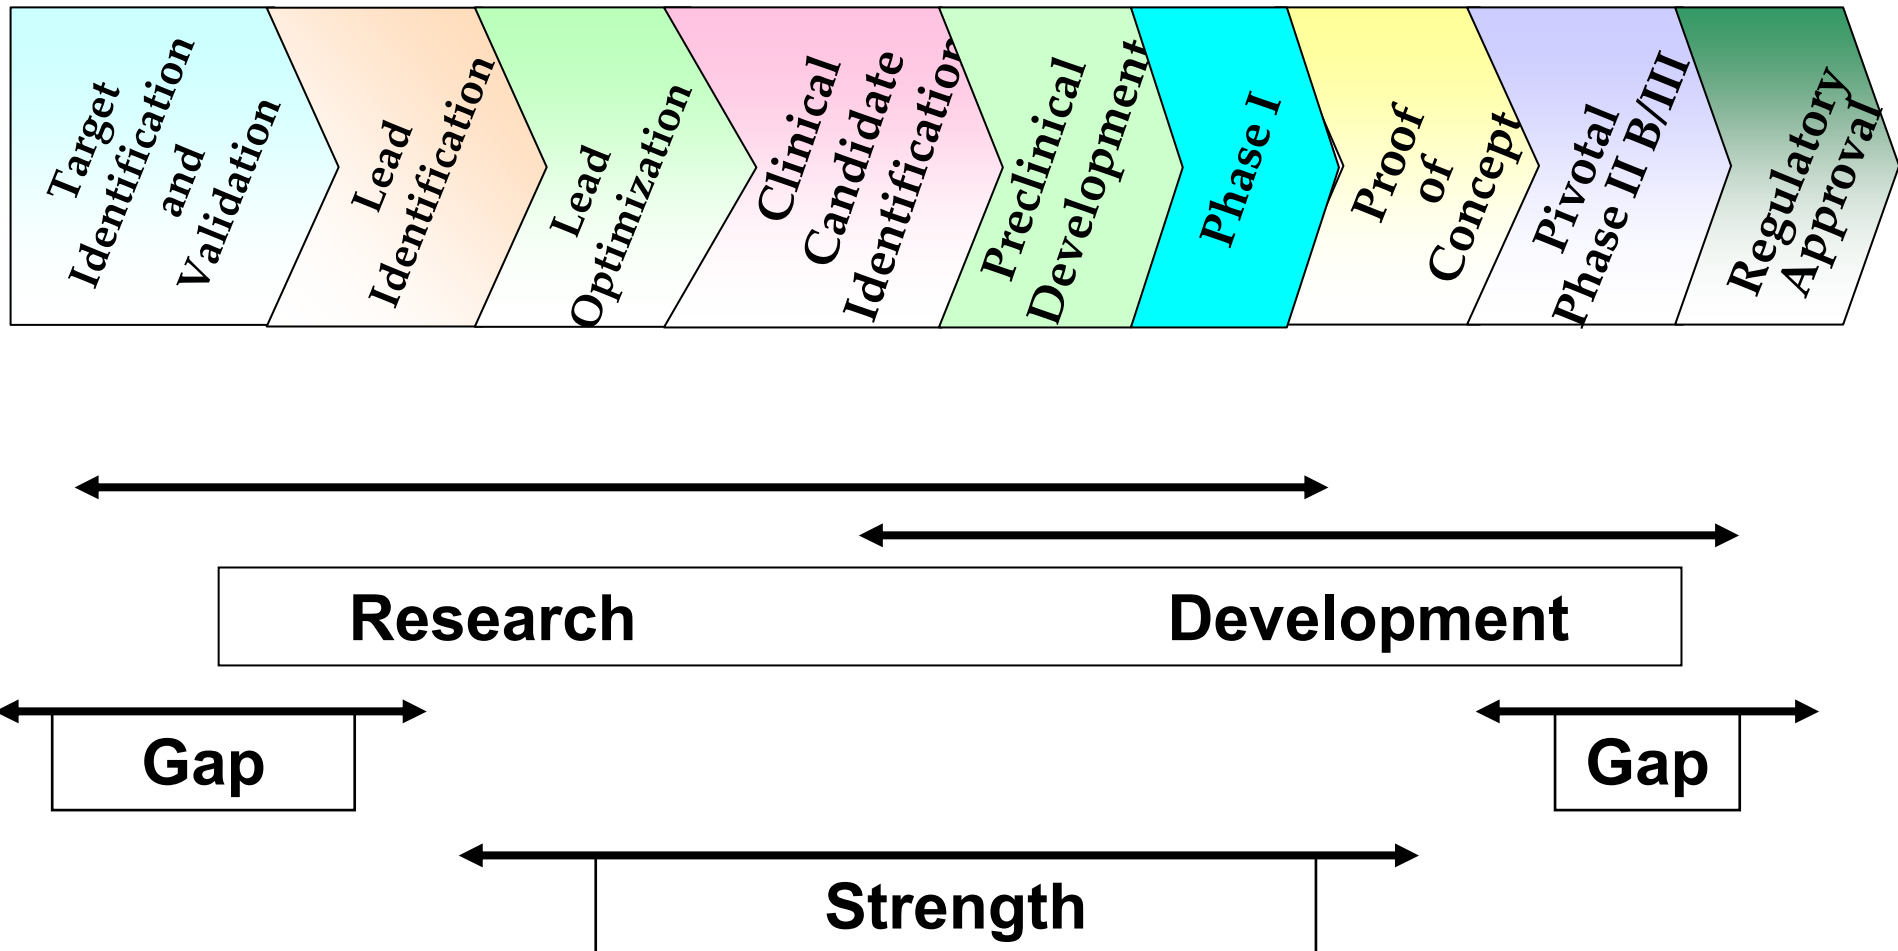 Target
Identification
and
Validation
Lead
Identification
Lead
Optimization
Clinical
Candidate
Identification
Preclinical
Development
Phase I
Proof
of
Concept
Pivotal
Phase II B/III
Regulatory
Approval
Research Development
Gap Gap
Strength